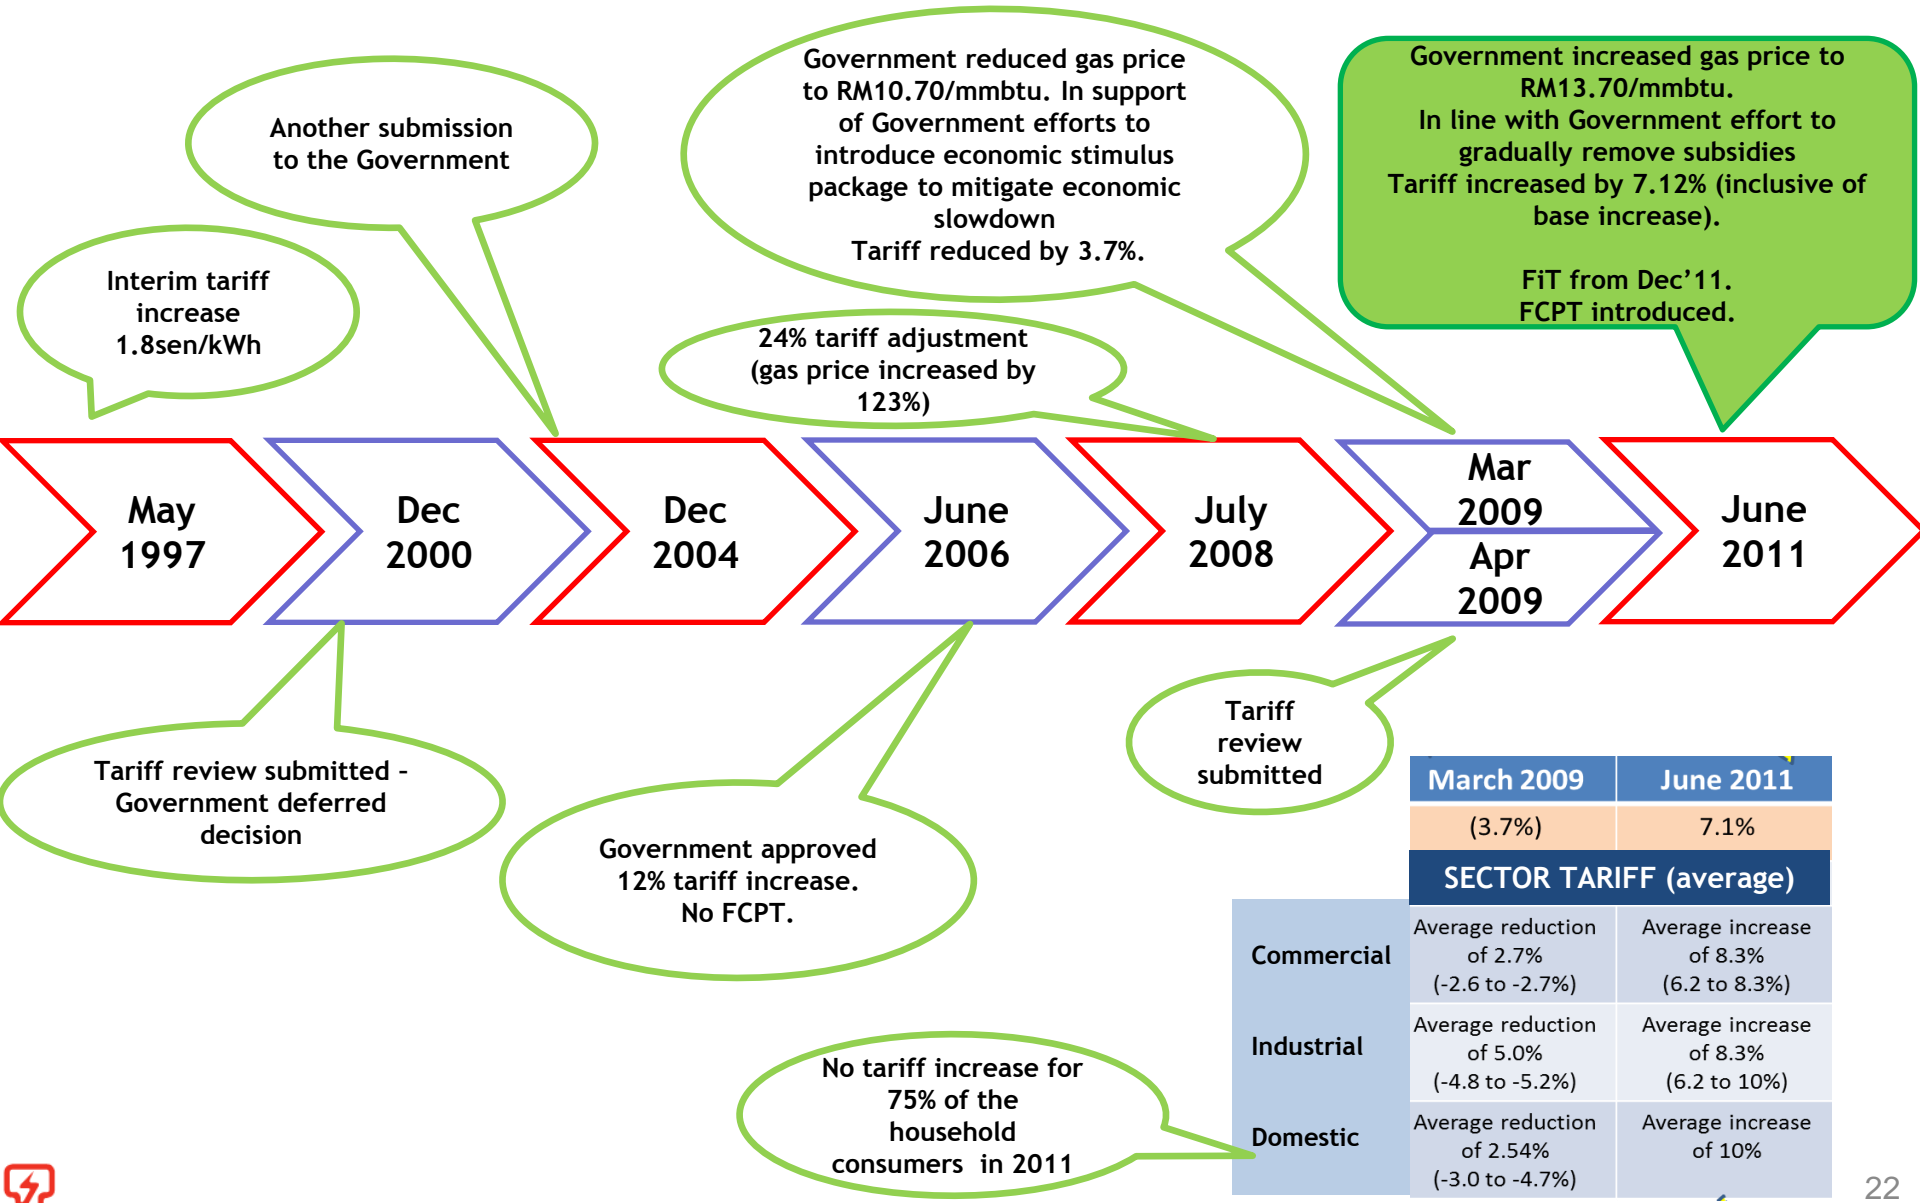 Government reduced gas price
to RM10.70/mmbtu. In support
of Government efforts to
introduce economic stimulus
package to mitigate economic
slowdown
Tariff reduced by 3.7%.
Government increased gas price to
RM13.70/mmbtu.
In line with Government effort to
gradually remove subsidies
Tariff increased by 7.12% (inclusive of
base increase).
FiT from Dec'11.
FCPT introduced.
Another submission
to the Government
Interim tariff
increase
1.8sen/kWh
24% tariff adjustment
(gas price increased by
123%)
May
1997
Dec
2000
Dec
2004
June
2006
July
2008
Mar
2009
Apr
2009
June
2011
Tariff review submitted –
Government deferred
decision
Government approved
12% tariff increase.
No FCPT.
Tariff
review
submitted
No tariff increase for
75% of the
household
consumers in 2011
March 2009 June 2011
(3.7%) 7.1%
SECTOR TARIFF (average)
Commercial
Average reduction
of 2.7%
(-2.6 to -2.7%)
Average increase
of 8.3%
(6.2 to 8.3%)
Industrial
Average reduction
of 5.0%
(-4.8 to -5.2%)
Average increase
of 8.3%
(6.2 to 10%)
Domestic
Average reduction
of 2.54%
(-3.0 to -4.7%)
Average increase
of 10%
22